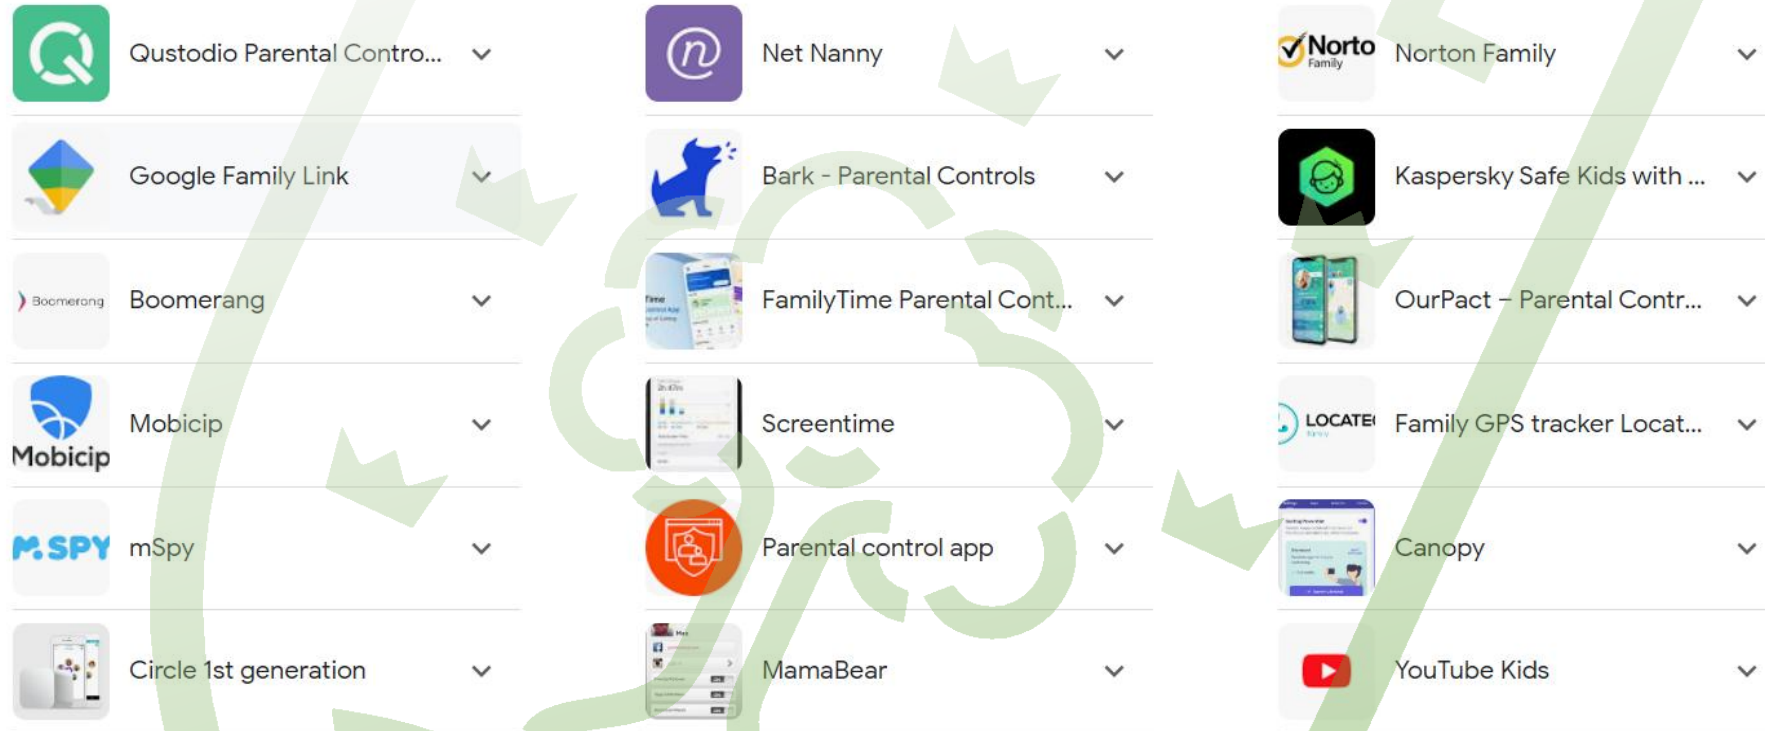 Qustodio Parental Contro...
Net Nanny
Norto
Family
Norton Family
Google Family Link
Bark - Parental Controls
Kaspersky Safe Kids with ...
Boomerang
Boomerang
FamilyTime Parental Cont...
OurPact – Parental Contr...
Mobicip
Mobicip
Screentime
LOCATE
Family GPS tracker Locat...
mSPY
mSpy
Parental control app
Canopy
Circle 1st generation
MamaBear
YouTube Kids